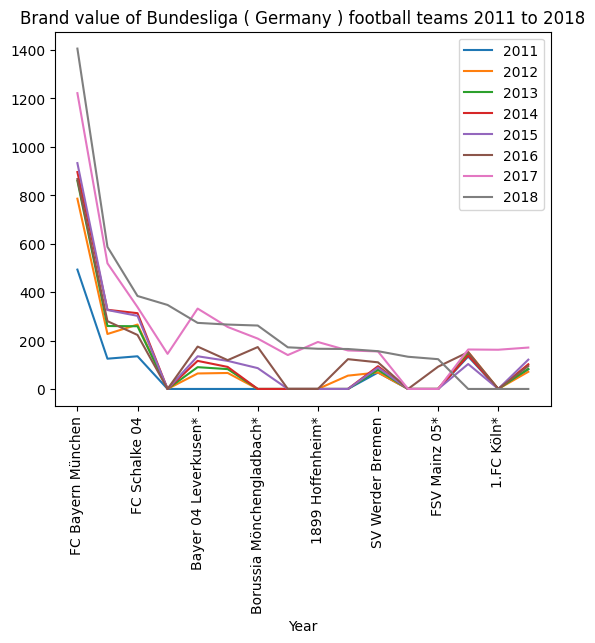 Brand value of Bundesliga ( Germany ) football teams 2011 to 2018
1400
1200
1000
800
600
400
200
0
2011
2012
2013
2014
2015
2016
2017
2018
FC Bayern München
FC Schalke 04
Bayer 04 Leverkusen*
Borussia Mönchengladbach*
1899 Hoffenheim*
SV Werder Bremen
FSV Mainz 05*
1.FC Köln*
Year